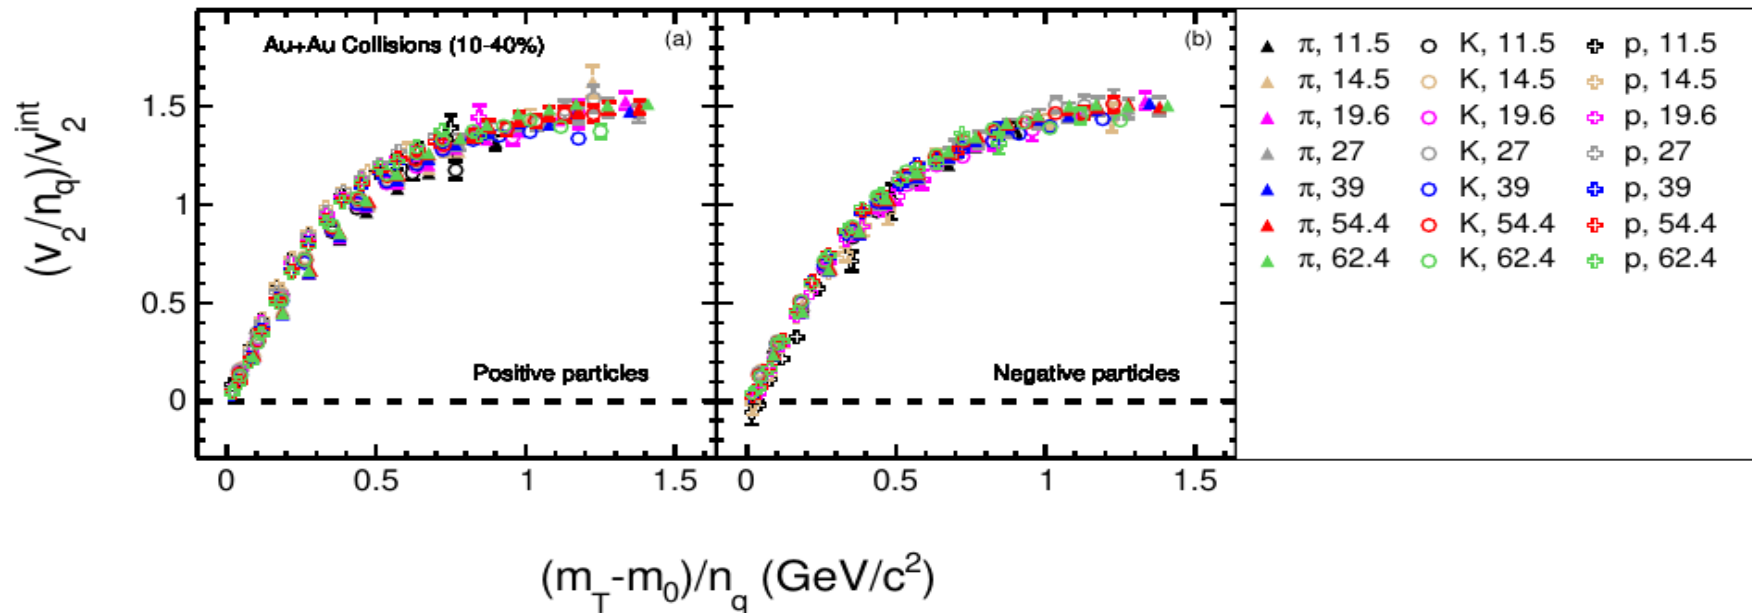 Au+Au Collisions (10-40%)
(a)
(b)
(v2/nq)/v2^int
1.5
1
0.5
0
Positive particles
Negative particles
0 0.5 1 1.5
0 0.5 1 1.5
(mT-m0)/nq (GeV/c²)
π, 11.5 K, 11.5 p, 11.5
π, 14.5 K, 14.5 p, 14.5
π, 19.6 K, 19.6 p, 19.6
π, 27 K, 27 p, 27
π, 39 K, 39 p, 39
π, 54.4 K, 54.4 p, 54.4
π, 62.4 K, 62.4 p, 62.4